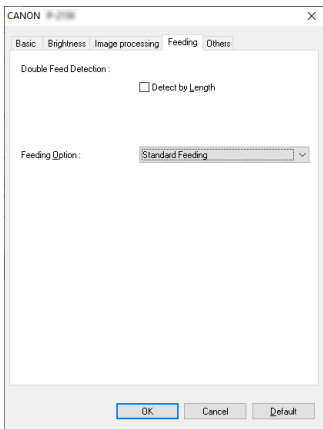 CANON
Basic Brightness Image processing Feeding Others
Double Feed Detection :
Detect by Length
Feeding Option : Standard Feeding
OK Cancel Default